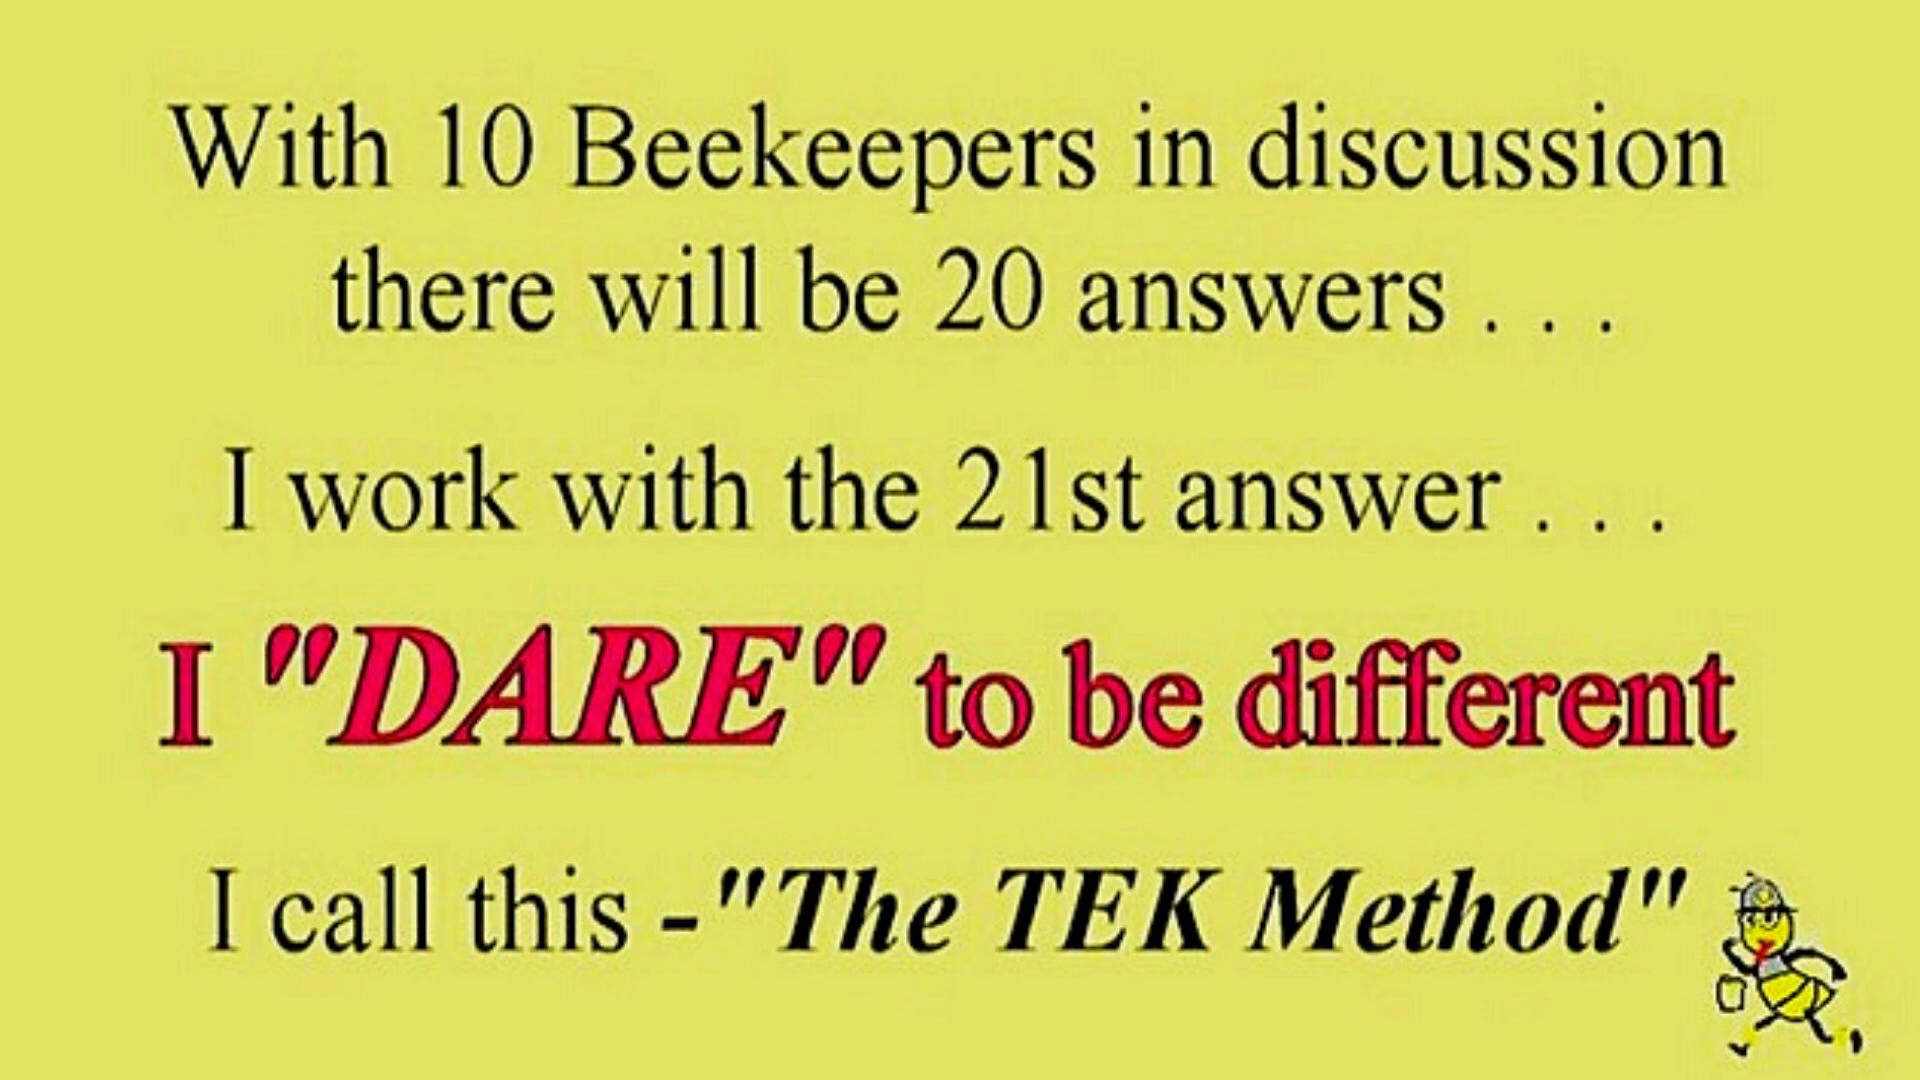 With 10 Beekeepers in discussion
there will be 20 answers . . .
I work with the 21st answer . . .
I "DARE" to be different
I call this -"The TEK Method"